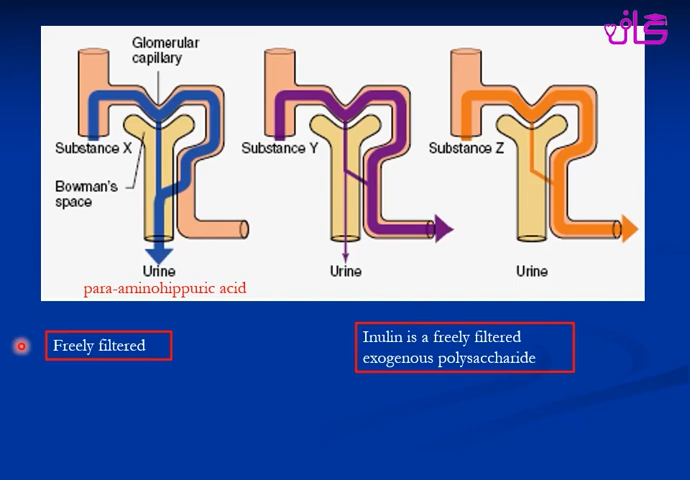 كان
Glomerular
capillary
Substance X
Substance Y
Substance Z
Bowman's
space
Urine
Urine
Urine
para-aminohippuric acid
Freely filtered
Inulin is a freely filtered
exogenous polysaccharide